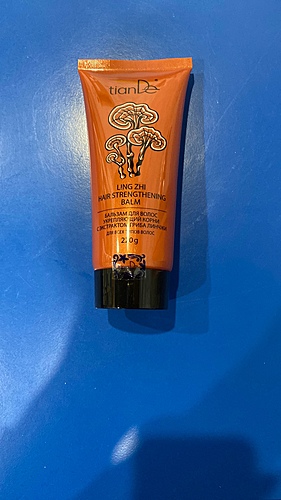 tianDe
LING ZHI
HAIR STRENGTHENING
BALM
БАЛЬЗАМ ДЛЯ ВОЛОС
УКРЕПЛЯЮЩИЙ КОРНИ
С ЭКСТРАКТОМ ГРИБА ЛИНЧЖИ
ДЛЯ ВСЕХ ТИПОВ ВОЛОС
220 g